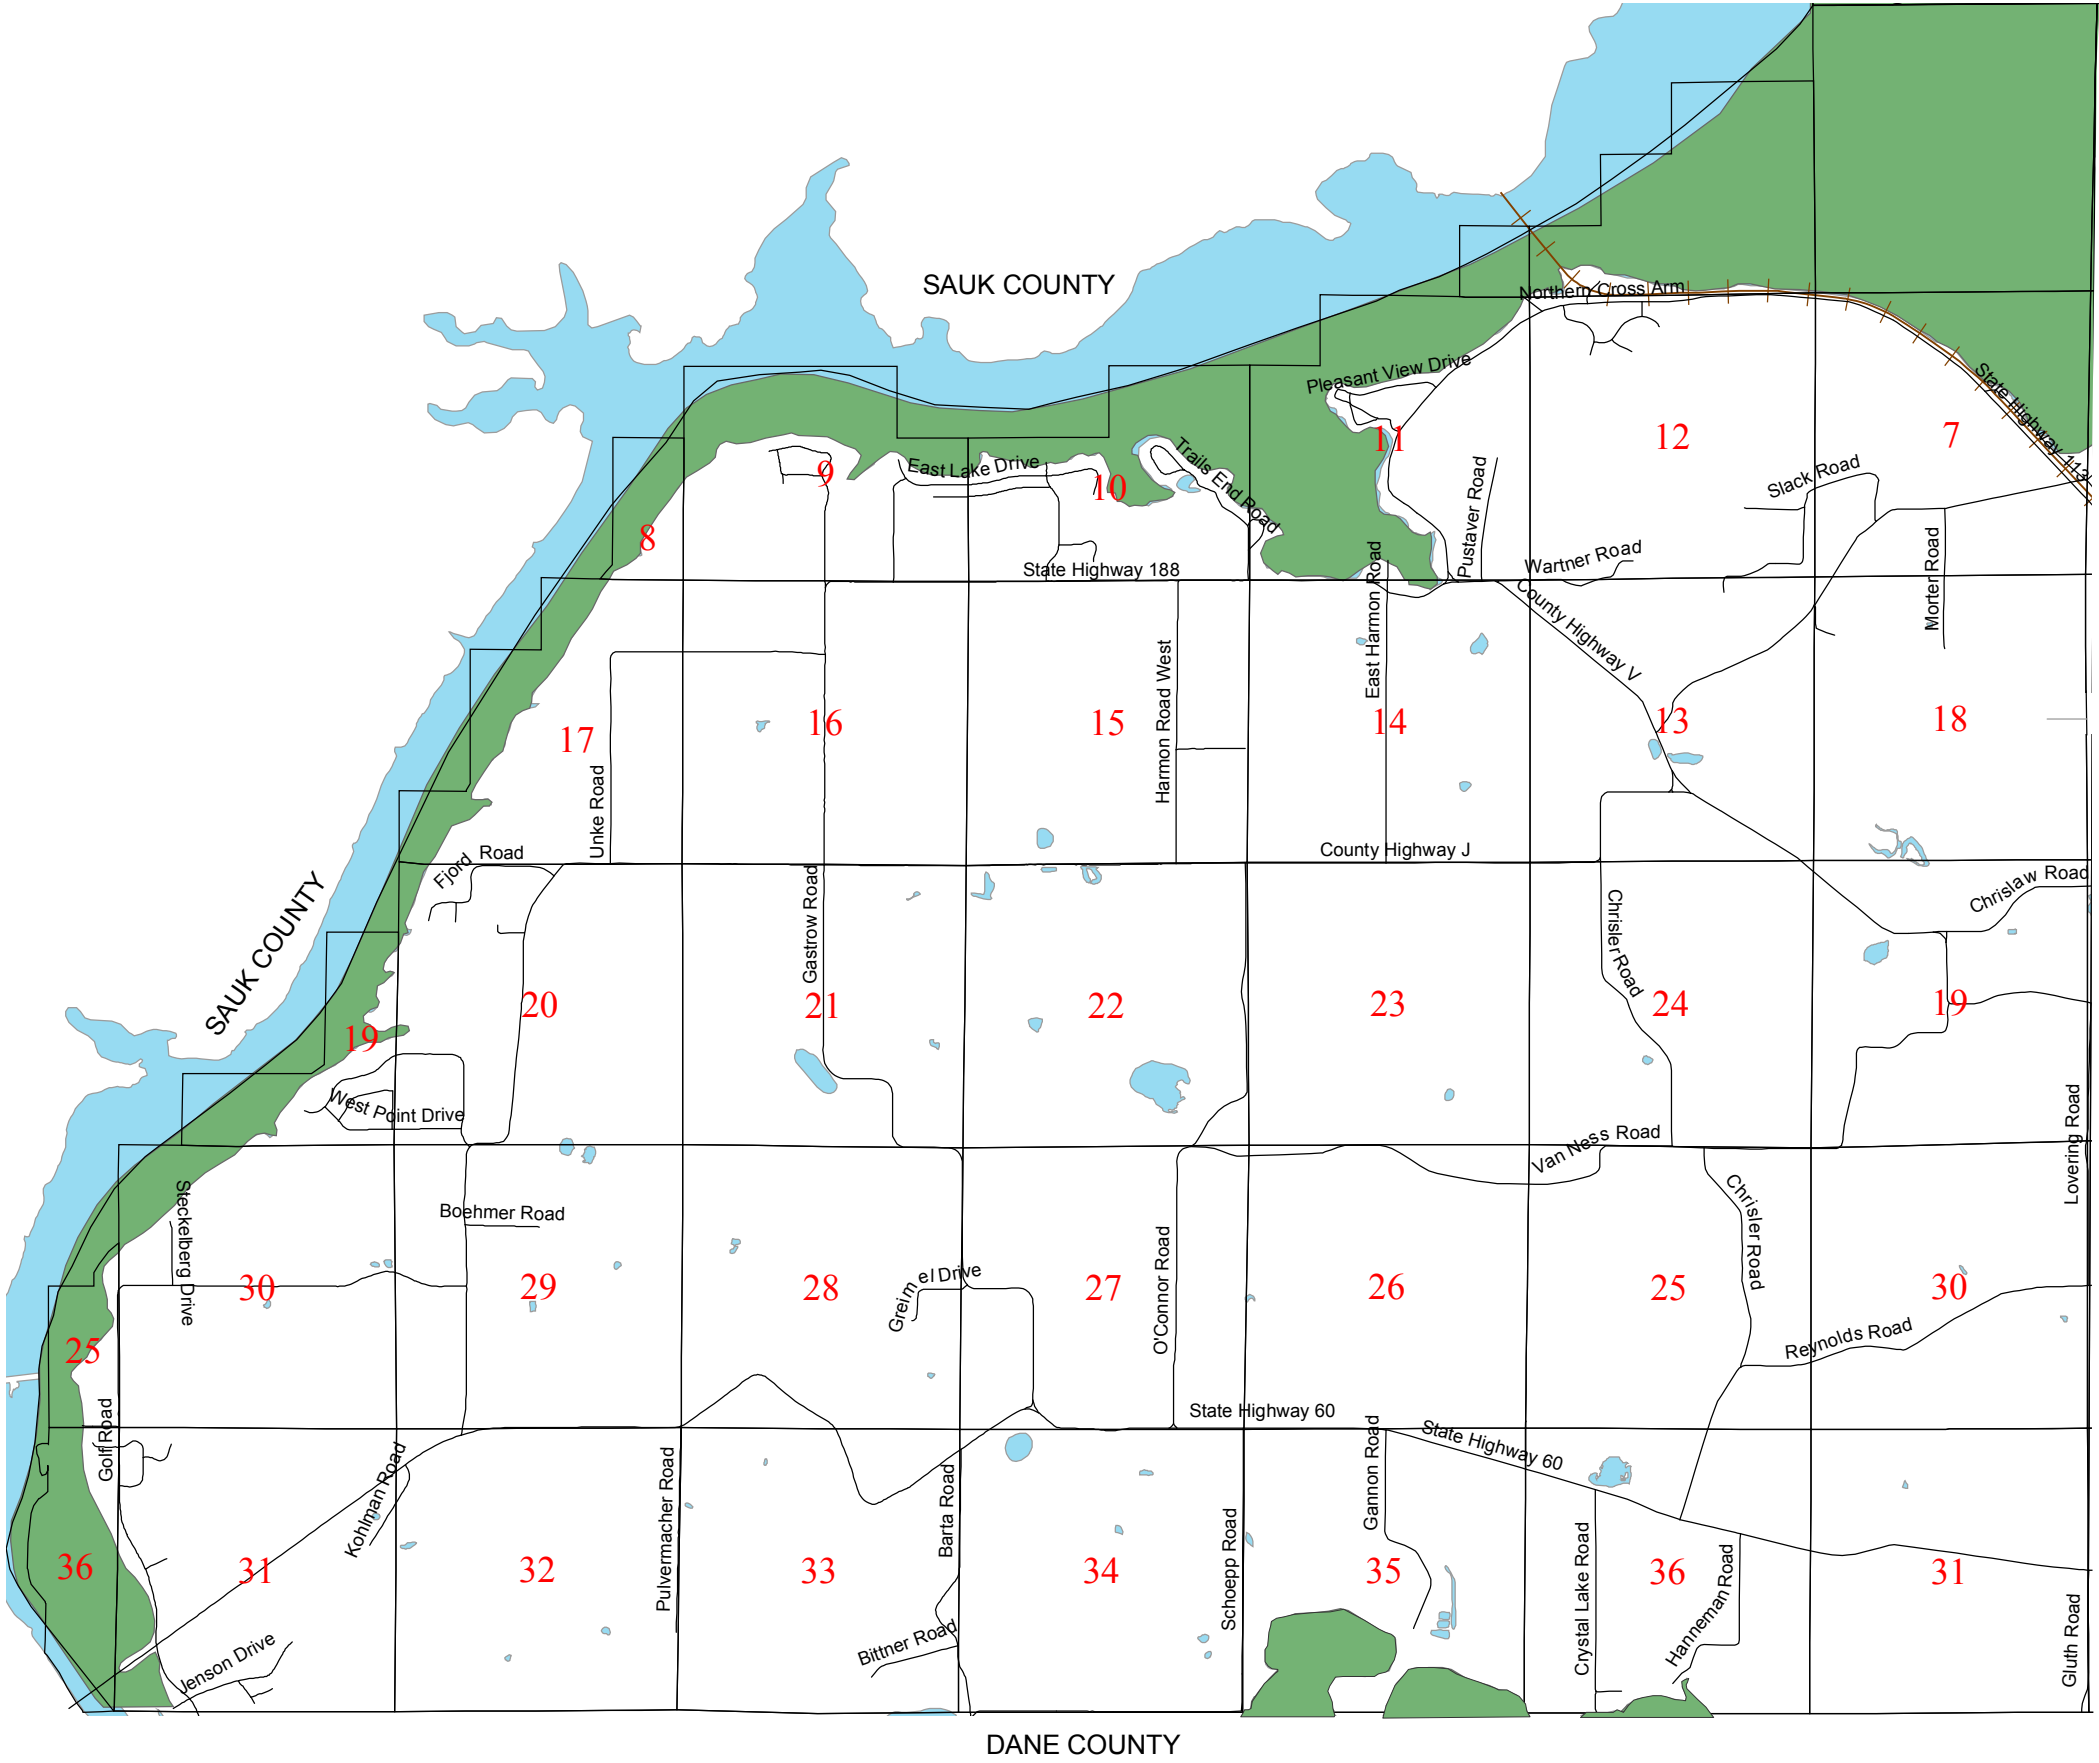 SAUK COUNTY
Northern Cross Arm
Pleasant View Drive
State Highway 113
11
12
7
Trails End Road
East Lake Drive
9
10
Slack Road
Pustaver Road
8
State Highway 188
East Harmon Road
Wartner Road
Morter Road
County Highway V
Harmon Road West
17
16
15
14
13
18
Unke Road
County Highway J
Fjord Road
Gastrow Road
Chrisler Road
Chrislaw Road
SAUK COUNTY
19
20
21
22
23
24
19
West Point Drive
Van Ness Road
Lovering Road
Steckelberg Drive
Boehmer Road
Chrisler Road
O'Connor Road
Greimel Drive
30
29
28
27
26
25
30
25
Reynolds Road
Golf Road
State Highway 60
State Highway 60
Kohlman Road
Pulvermacher Road
Barta Road
Schoepp Road
Gannon Road
Crystal Lake Road
Hanneman Road
36
31
32
33
34
35
36
31
Gluth Road
Jenson Drive
Bittner Road
DANE COUNTY